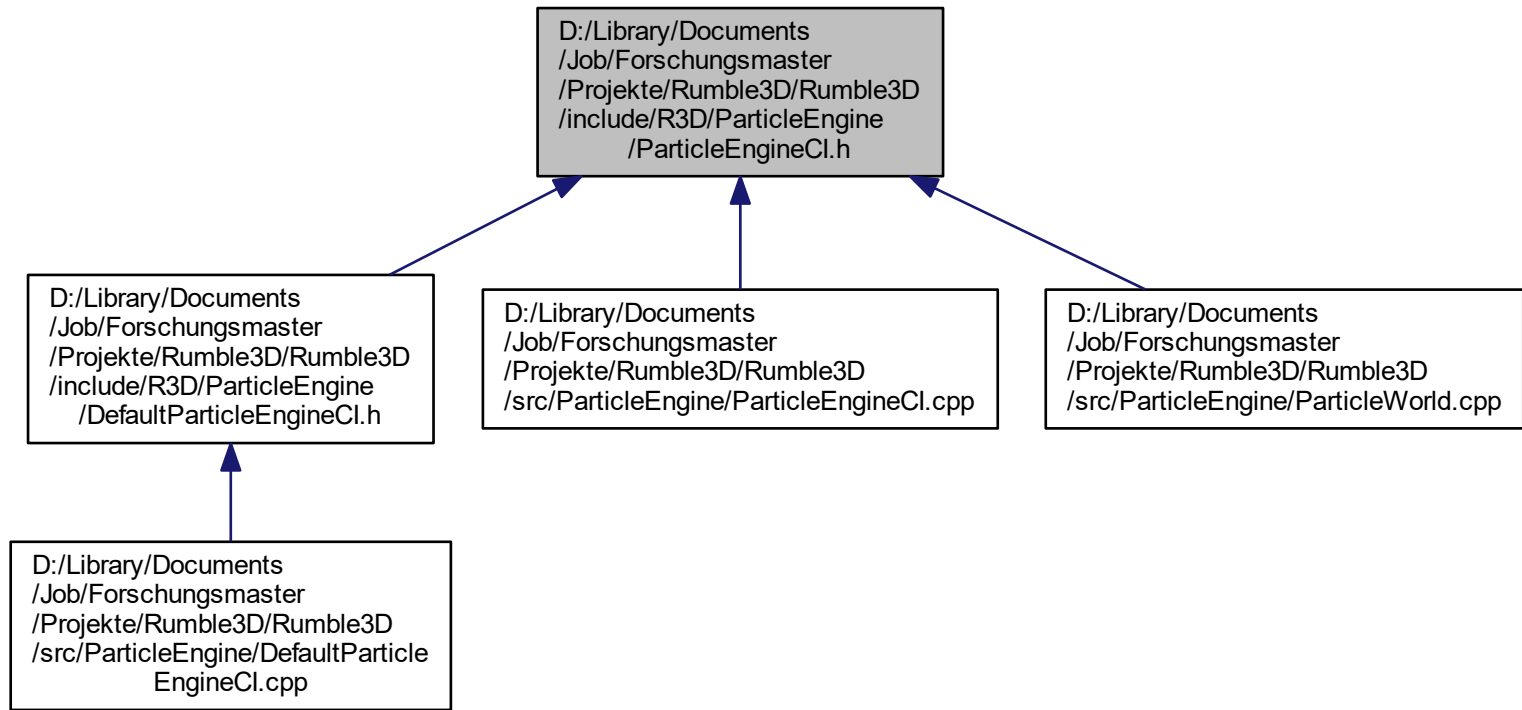 D:/Library/Documents
/Job/Forschungsmaster
/Projekte/Rumble3D/Rumble3D
/include/R3D/ParticleEngine
/ParticleEngineCI.h
D:/Library/Documents
/Job/Forschungsmaster
/Projekte/Rumble3D/Rumble3D
/include/R3D/ParticleEngine
/DefaultParticleEngineCI.h
D:/Library/Documents
/Job/Forschungsmaster
/Projekte/Rumble3D/Rumble3D
/src/ParticleEngine/ParticleEngineCI.cpp
D:/Library/Documents
/Job/Forschungsmaster
/Projekte/Rumble3D/Rumble3D
/src/ParticleEngine/ParticleWorld.cpp
D:/Library/Documents
/Job/Forschungsmaster
/Projekte/Rumble3D/Rumble3D
/src/ParticleEngine/DefaultParticle
EngineCI.cpp